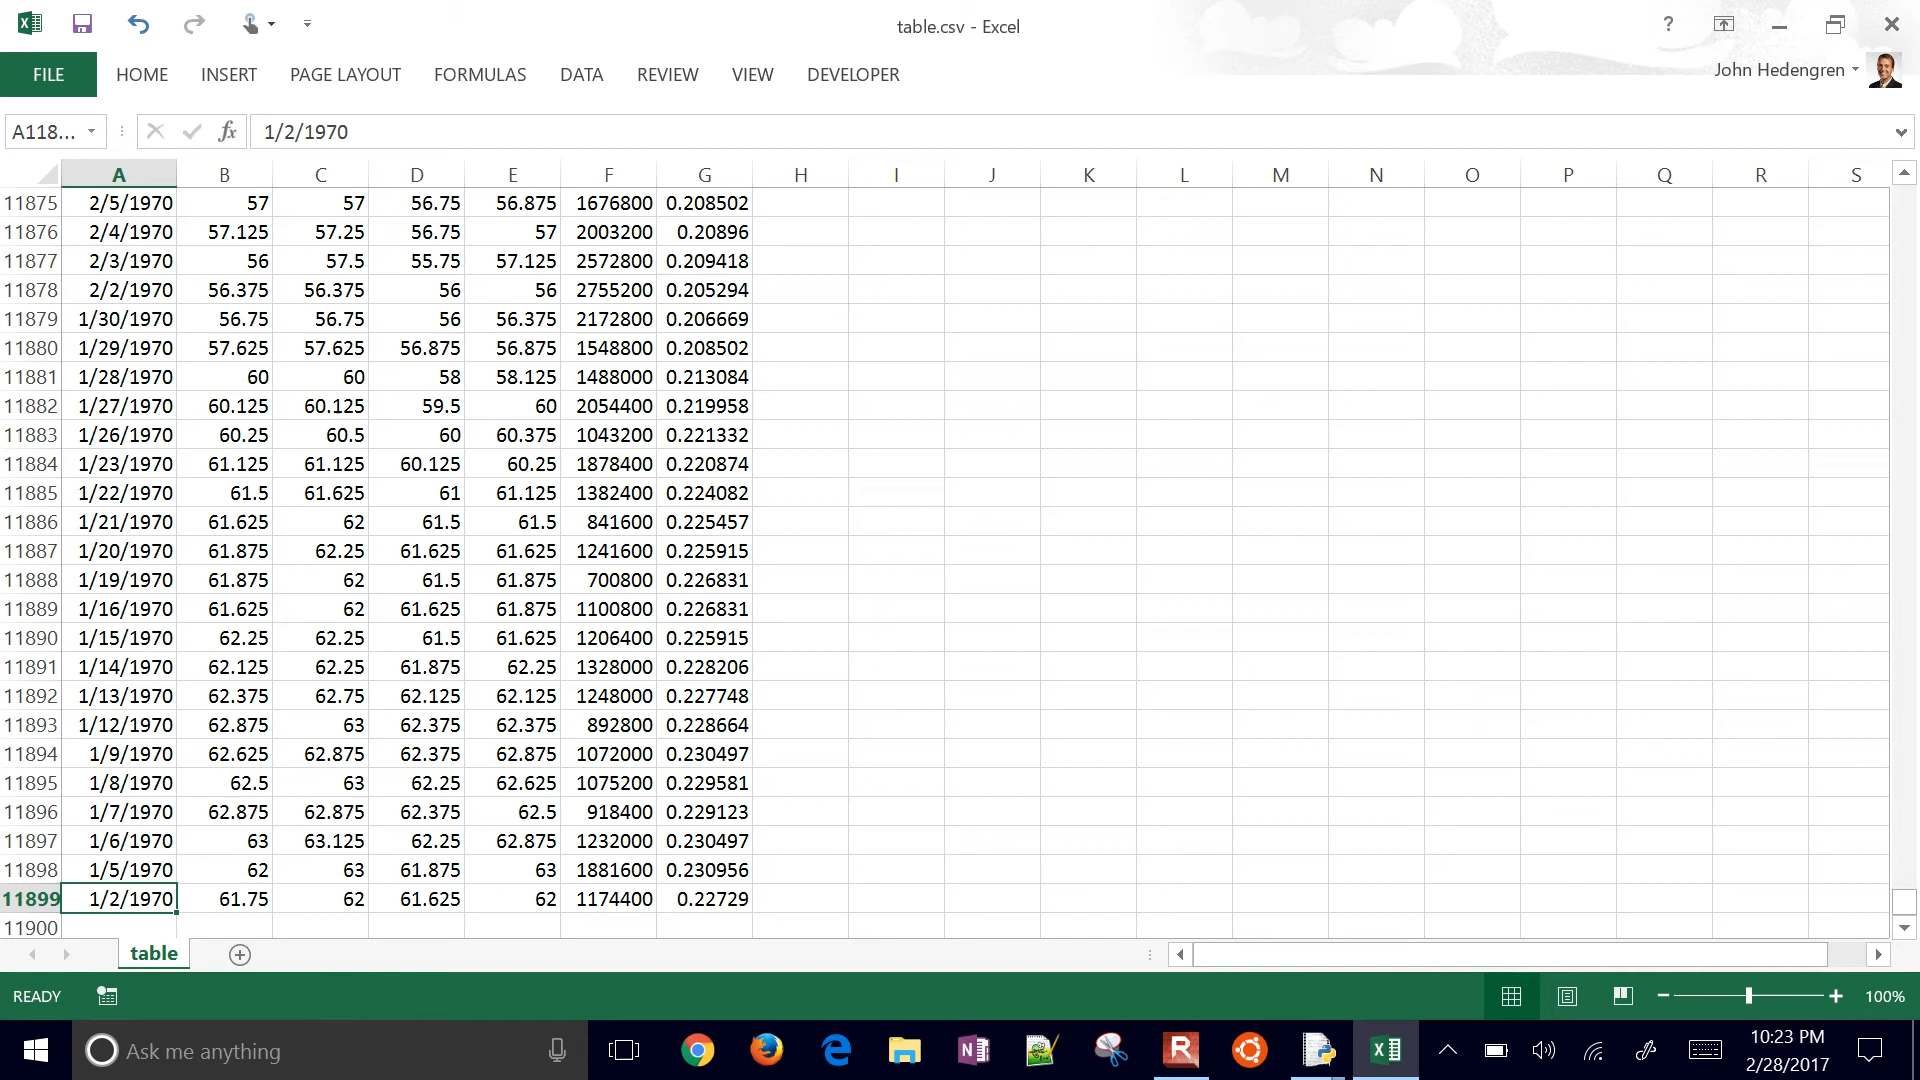 table.csv - Excel
?
FILE HOME INSERT PAGE LAYOUT FORMULAS DATA REVIEW VIEW DEVELOPER
John Hedengren
A118... fx 1/2/1970
A B C D E F G H I J K L M N O P Q R S
11875 2/5/1970 57 57 56.75 56.875 1676800 0.208502
11876 2/4/1970 57.125 57.25 56.75 57 2003200 0.20896
11877 2/3/1970 56 57.5 55.75 57.125 2572800 0.209418
11878 2/2/1970 56.375 56.375 56 56 2755200 0.205294
11879 1/30/1970 56.75 56.75 56 56.375 2172800 0.206669
11880 1/29/1970 57.625 57.625 56.875 56.875 1548800 0.208502
11881 1/28/1970 60 60 58 58.125 1488000 0.213084
11882 1/27/1970 60.125 60.125 59.5 60 2054400 0.219958
11883 1/26/1970 60.25 60.5 60 60.375 1043200 0.221332
11884 1/23/1970 61.125 61.125 60.125 60.25 1878400 0.220874
11885 1/22/1970 61.5 61.625 61 61.125 1382400 0.224082
11886 1/21/1970 61.625 62 61.5 61.5 841600 0.225457
11887 1/20/1970 61.875 62.25 61.625 61.625 1241600 0.225915
11888 1/19/1970 61.875 62 61.5 61.875 700800 0.226831
11889 1/16/1970 61.625 62 61.625 61.875 1100800 0.226831
11890 1/15/1970 62.25 62.25 61.5 61.625 1206400 0.225915
11891 1/14/1970 62.125 62.25 61.875 62.25 1328000 0.228206
11892 1/13/1970 62.375 62.75 62.125 62.125 1248000 0.227748
11893 1/12/1970 62.875 63 62.375 62.375 892800 0.228664
11894 1/9/1970 62.625 62.875 62.375 62.875 1072000 0.230497
11895 1/8/1970 62.5 63 62.25 62.625 1075200 0.229581
11896 1/7/1970 62.875 62.875 62.375 62.5 918400 0.229123
11897 1/6/1970 63 63.125 62.25 62.875 1232000 0.230497
11898 1/5/1970 62 63 61.875 63 1881600 0.230956
11899 1/2/1970 61.75 62 61.625 62 1174400 0.22729
11900
table
READY 100%
Ask me anything
10:23 PM
2/28/2017